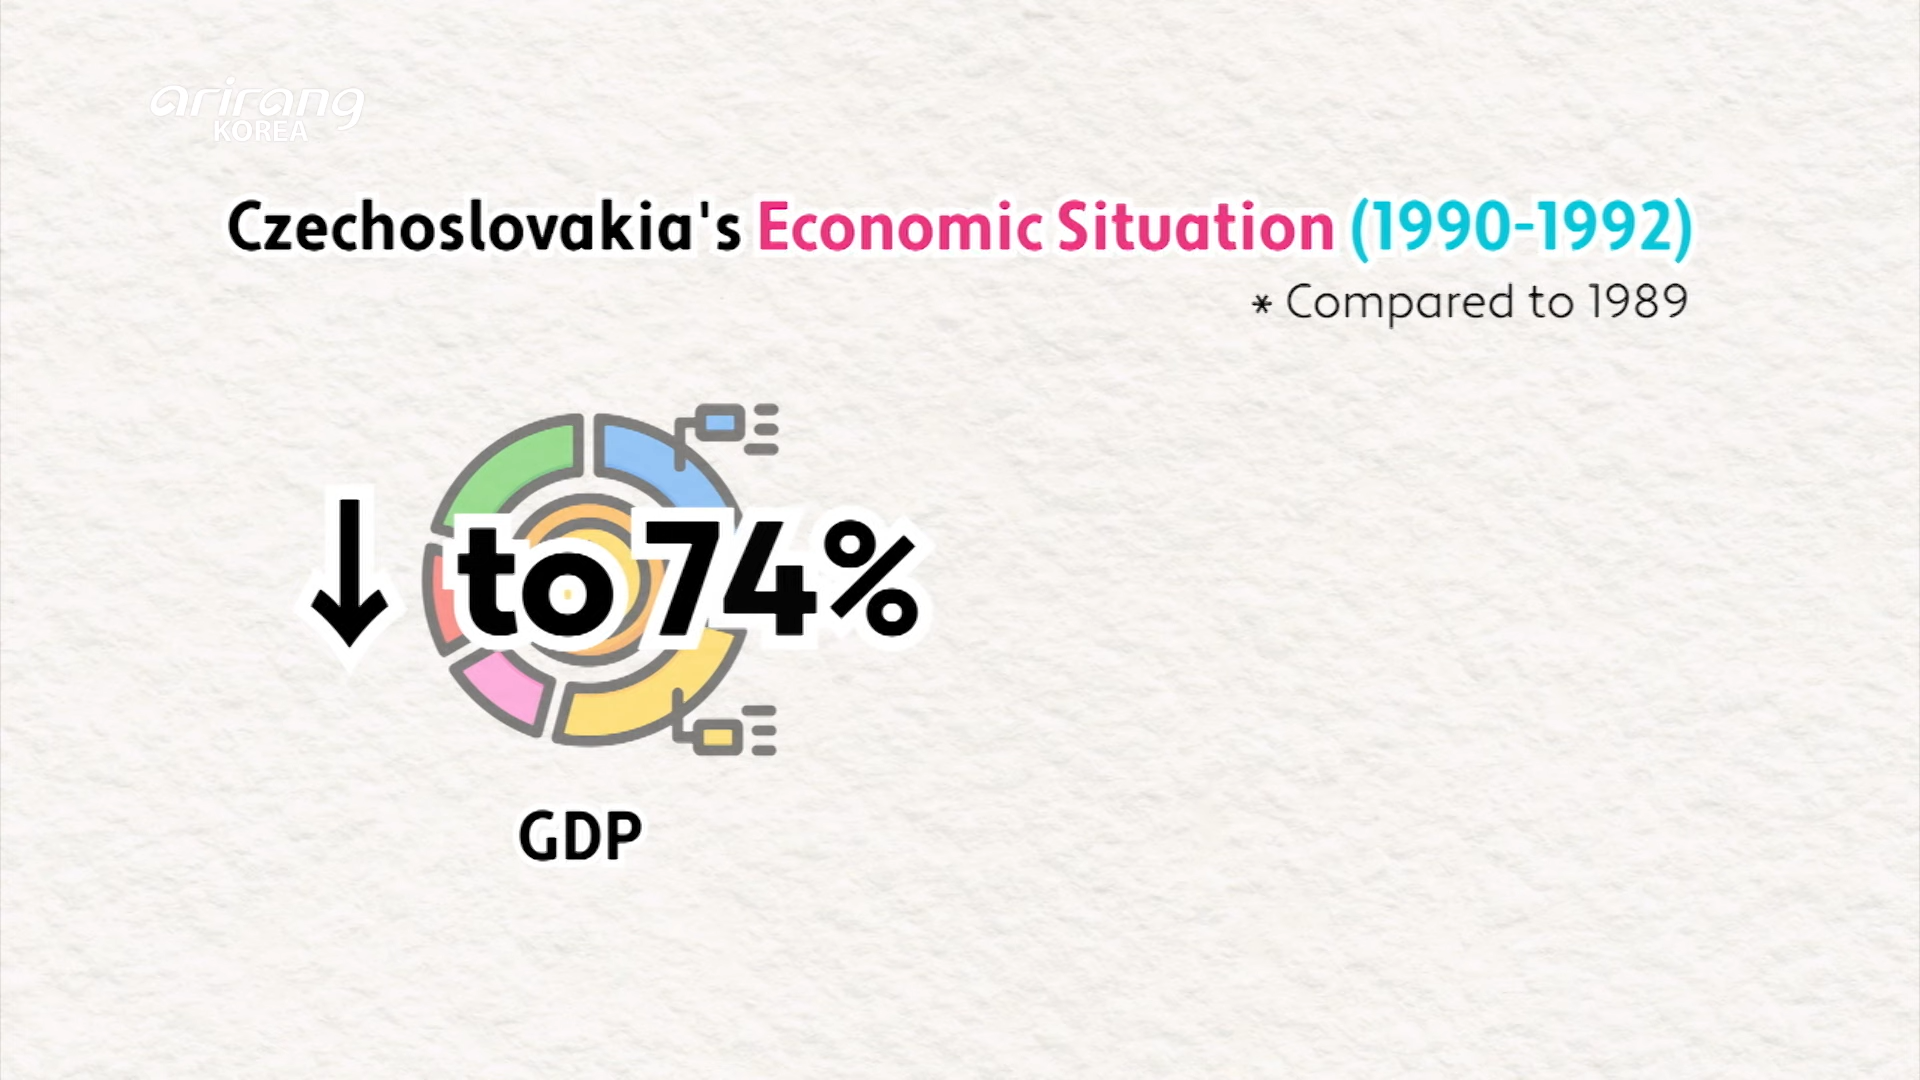 arirang
KOREA
Czechoslovakia's Economic Situation (1990-1992)
* Compared to 1989
↓ to 74%
GDP